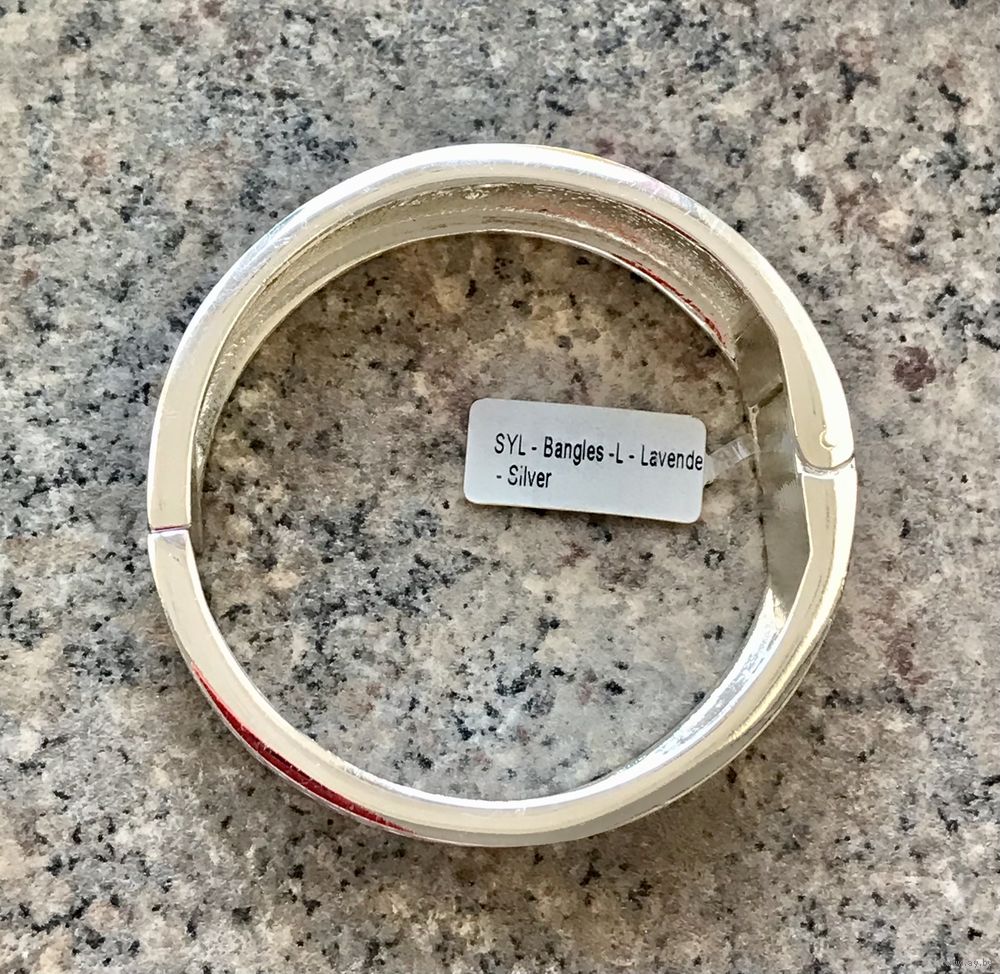 SYL - Bangles -L - Lavende
- Silver